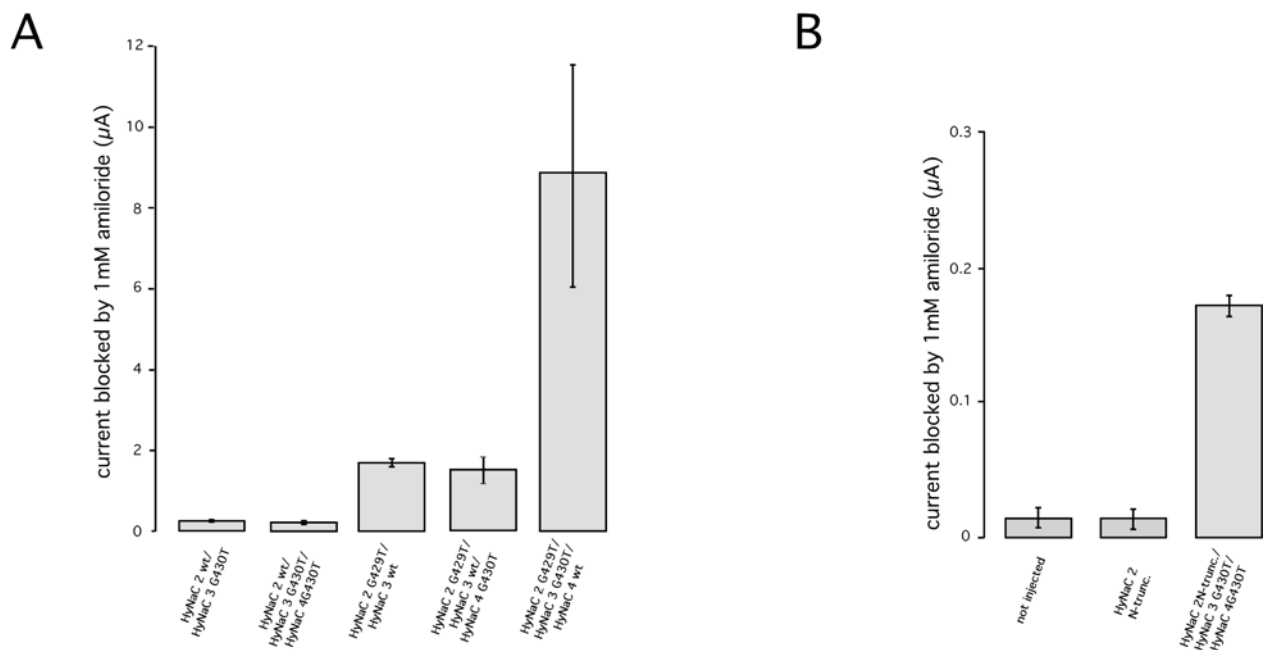 A
current blocked by 1mM amiloride (µA)
12
10
8
6
4
2
0
HyNaC 2 wt/
HyNaC 3 G430T
HyNaC 2 wt/
HyNaC 3 G430T/
HyNaC 4G430T
HyNaC 2 G429T/
HyNaC 3 wt
HyNaC 2 G429T/
HyNaC 3 wt/
HyNaC 4 G430T
HyNaC 2 G429T/
HyNaC 3 G430T/
HyNaC 4 wt
B
current blocked by 1mM amiloride (µA)
0.3
0.2
0.1
0
not injected
HyNaC 2
N-trunc.
HyNaC 2N-trunc./
HyNaC 3 G430T/
HyNaC 4G430T